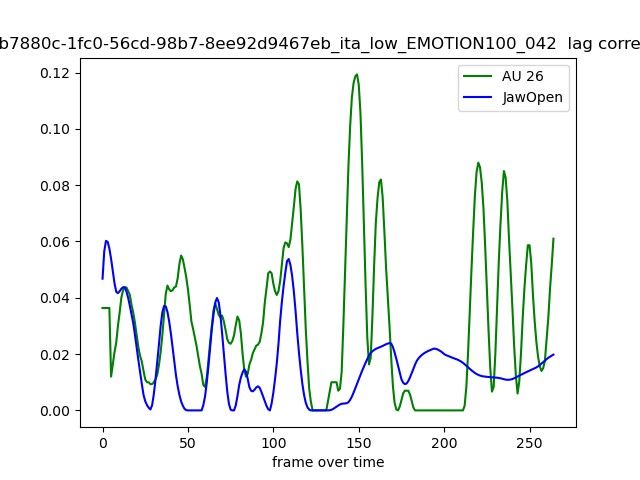 b7880c-1fc0-56cd-98b7-8ee92d9467eb_ita_low_EMOTION100_042 lag corre
0.12
0.10
0.08
0.06
0.04
0.02
0.00
AU 26
JawOpen
0 50 100 150 200 250
frame over time